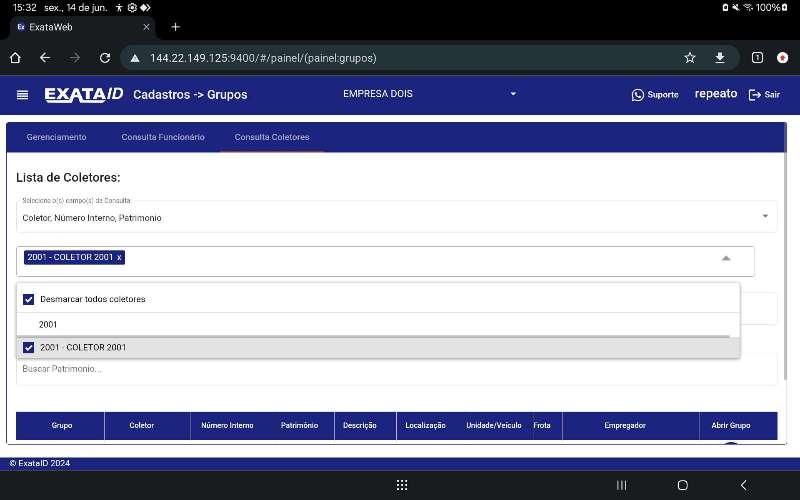 15:32 sex., 14 de jun. 100%
Ex ExataWeb
144.22.149.125:9400/#/painel/(painel:grupos) 1
EXATAID Cadastros -> Grupos EMPRESA DOIS Suporte repeato Sair
Gerenciamento Consulta Funcionário Consulta Coletores
Lista de Coletores:
Selecione o(s) campo(s) da Consulta
Coletor, Número Interno, Patrimonio
2001 - COLETOR 2001 x
Desmarcar todos coletores
2001
2001 - COLETOR 2001
Buscar Patrimonio...
Grupo Coletor Número Interno Patrimônio Descrição Localização Unidade/Veículo Frota Empregador Abrir Grupo
© ExataID 2024